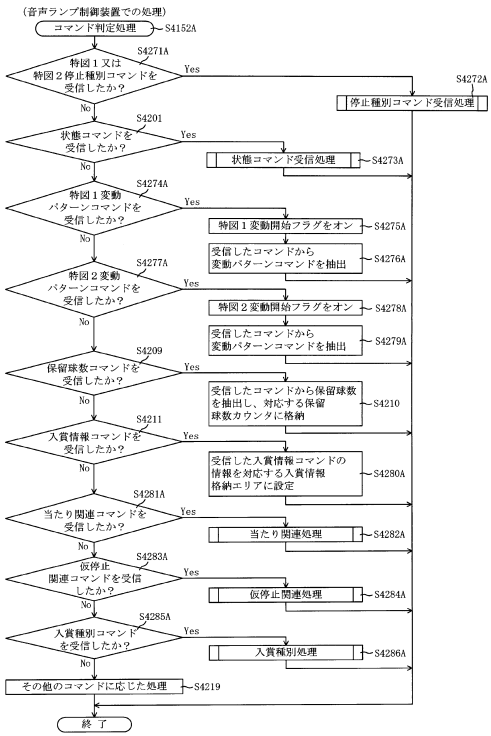 (音声ランプ制御装置での処理)
コマンド判定処理
S4152A
S4271A
特図1又は
特図2停止種別コマンドを
受信したか?
Yes
No
S4272A
停止種別コマンド受信処理
S4201
状態コマンドを
受信したか?
Yes
No
状態コマンド受信処理
S4273A
S4274A
特図1変動
パターンコマンドを
受信したか?
Yes
No
特図1変動開始フラグをオン
S4275A
受信したコマンドから
変動パターンコマンドを抽出
S4276A
S4277A
特図2変動
パターンコマンドを
受信したか?
Yes
No
特図2変動開始フラグをオン
S4278A
受信したコマンドから
変動パターンコマンドを抽出
S4279A
S4209
保留球数コマンドを
受信したか?
Yes
No
受信したコマンドから保留球数
を抽出し、対応する保留
球数カウンタに格納
S4210
S4211
入賞情報コマンドを
受信したか?
Yes
No
受信した入賞情報コマンドの
情報を対応する入賞情報
格納エリアに設定
S4280A
S4281A
当たり関連コマンドを
受信したか?
Yes
No
当たり関連処理
S4282A
S4283A
仮停止
関連コマンドを受信
したか?
Yes
No
仮停止関連処理
S4284A
S4285A
入賞種別コマンド
を受信したか?
Yes
No
入賞種別処理
S4286A
その他のコマンドに応じた処理
S4219
終了